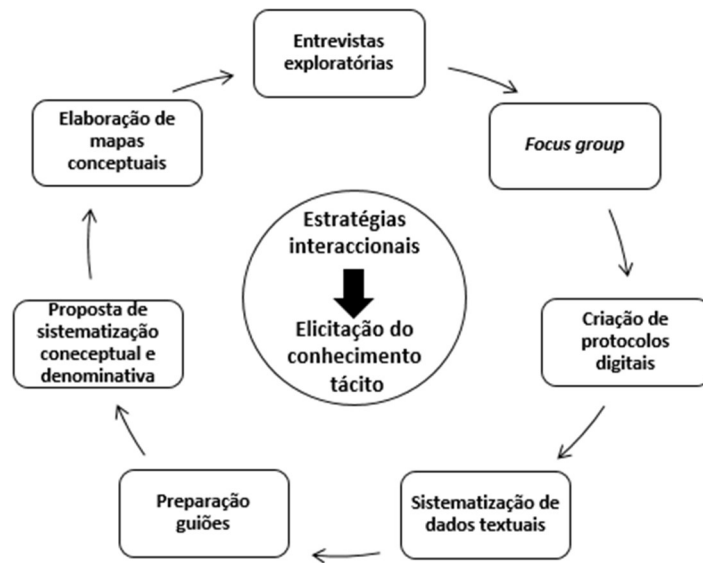 Entrevistas
exploratórias
Focus group
Criação de
protocolos
digitais
Sistematização de
dados textuais
Preparação
guiões
Proposta de
sistematização
coneceptual e
denominativa
Elaboração de
mapas
conceptuais
Estratégias
interaccionais
Elicitação do
conhecimento
tácito